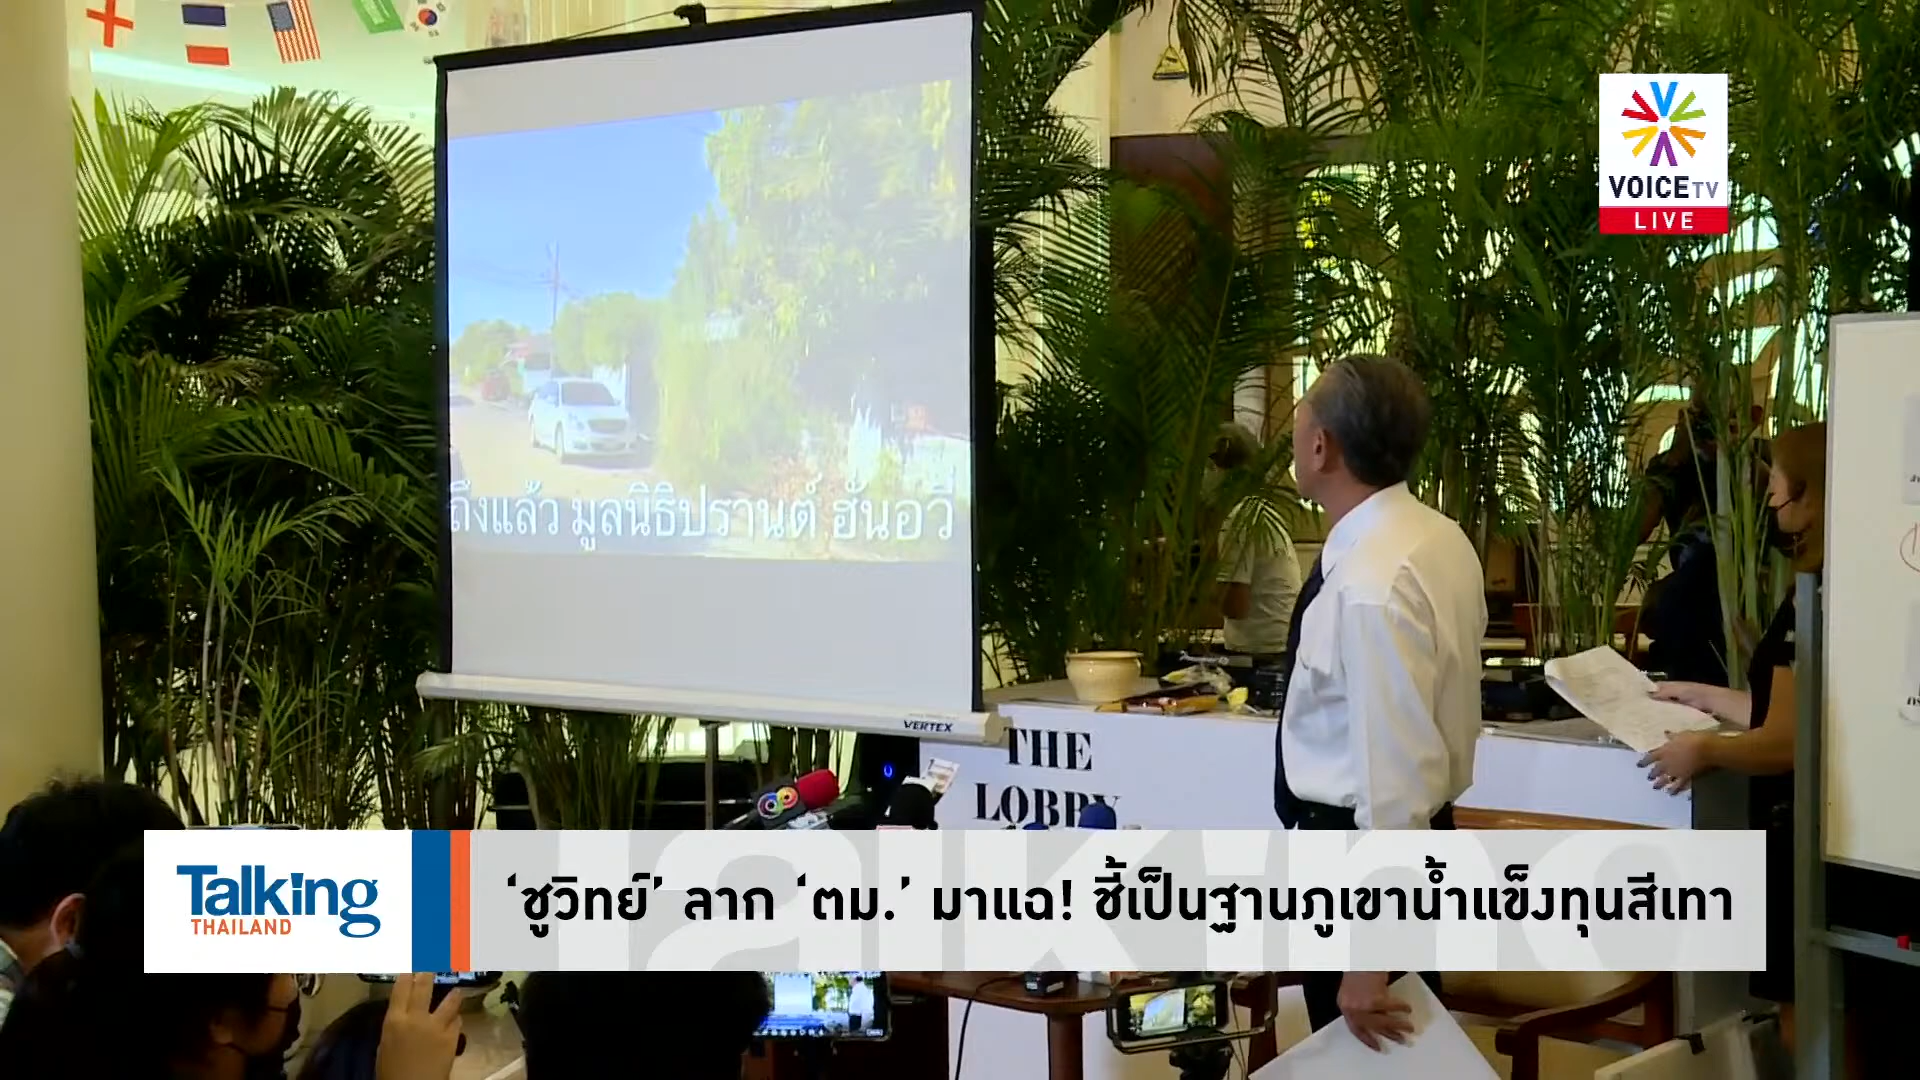 VOICE TV
LIVE
ถึงแล้ว มูลนิธิปรานต์ ฮันอวี้
VERTEX
THE
LOBBY
Talking
THAILAND
‘ชูวิทย์’ ลาก ‘ตม.’ มาแฉ! ชี้เป็นฐานภูเขาน้ำแข็งทุนสีเทา